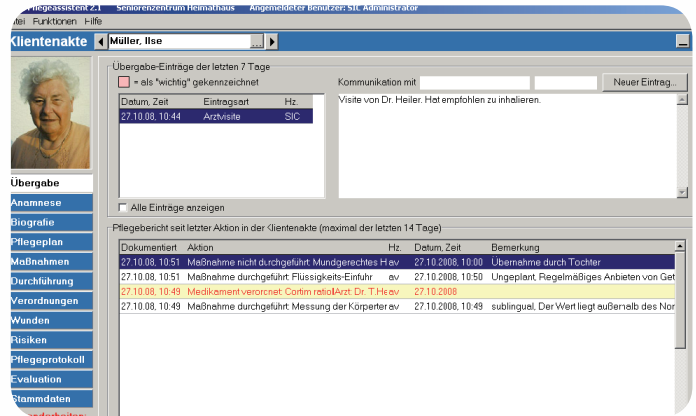 Pflegeassistent 2.1 Seniorenzentrum Heimathaus Angemeldeter Benutzer: SIC Administrator
Funktionen Hilfe
Klientenakte Müller, Ilse ...
Übergabe-Einträge der letzten 7 Tage
= als "wichtig" gekennzeichnet
Kommunikation mit
Neuer Eintrag...
Datum, Zeit Eintragsart Hz.
27.10.08, 10:44 Arztvisite SIC
Visite von Dr. Heiler. Hat empfohlen zu inhalieren.
Alle Einträge anzeigen
Übergabe
Anamnese
Biografie
Pflegeplan
Maßnahmen
Durchführung
Verordnungen
Wunden
Risiken
Pflegeprotokoll
Evaluation
Stammdaten
Pflegebericht seit letzter Aktion in der Klientenakte (maximal der letzten 14 Tage)
Dokumentiert Aktion Hz. Datum, Zeit Bemerkung
27.10.08, 10:51 Maßnahme nicht durchgeführt: Mundgerechtes H av 27.10.2008, 10:00 Übernahme durch Tochter
27.10.08, 10:51 Maßnahme durchgeführt: Flüssigkeits-Einfuhr av 27.10.2008, 10:50 Ungeplant, Regelmäßiges Anbieten von Get
27.10.08, 10:49 Medikament verordnet: Cortim ratiol Arzt: Dr. T.He av 27.10.2008
27.10.08, 10:49 Maßnahme durchgeführt: Messung der Körperter av 27.10.2008, 10:49 sublingual, Der Wert liegt außerhalb des Nor